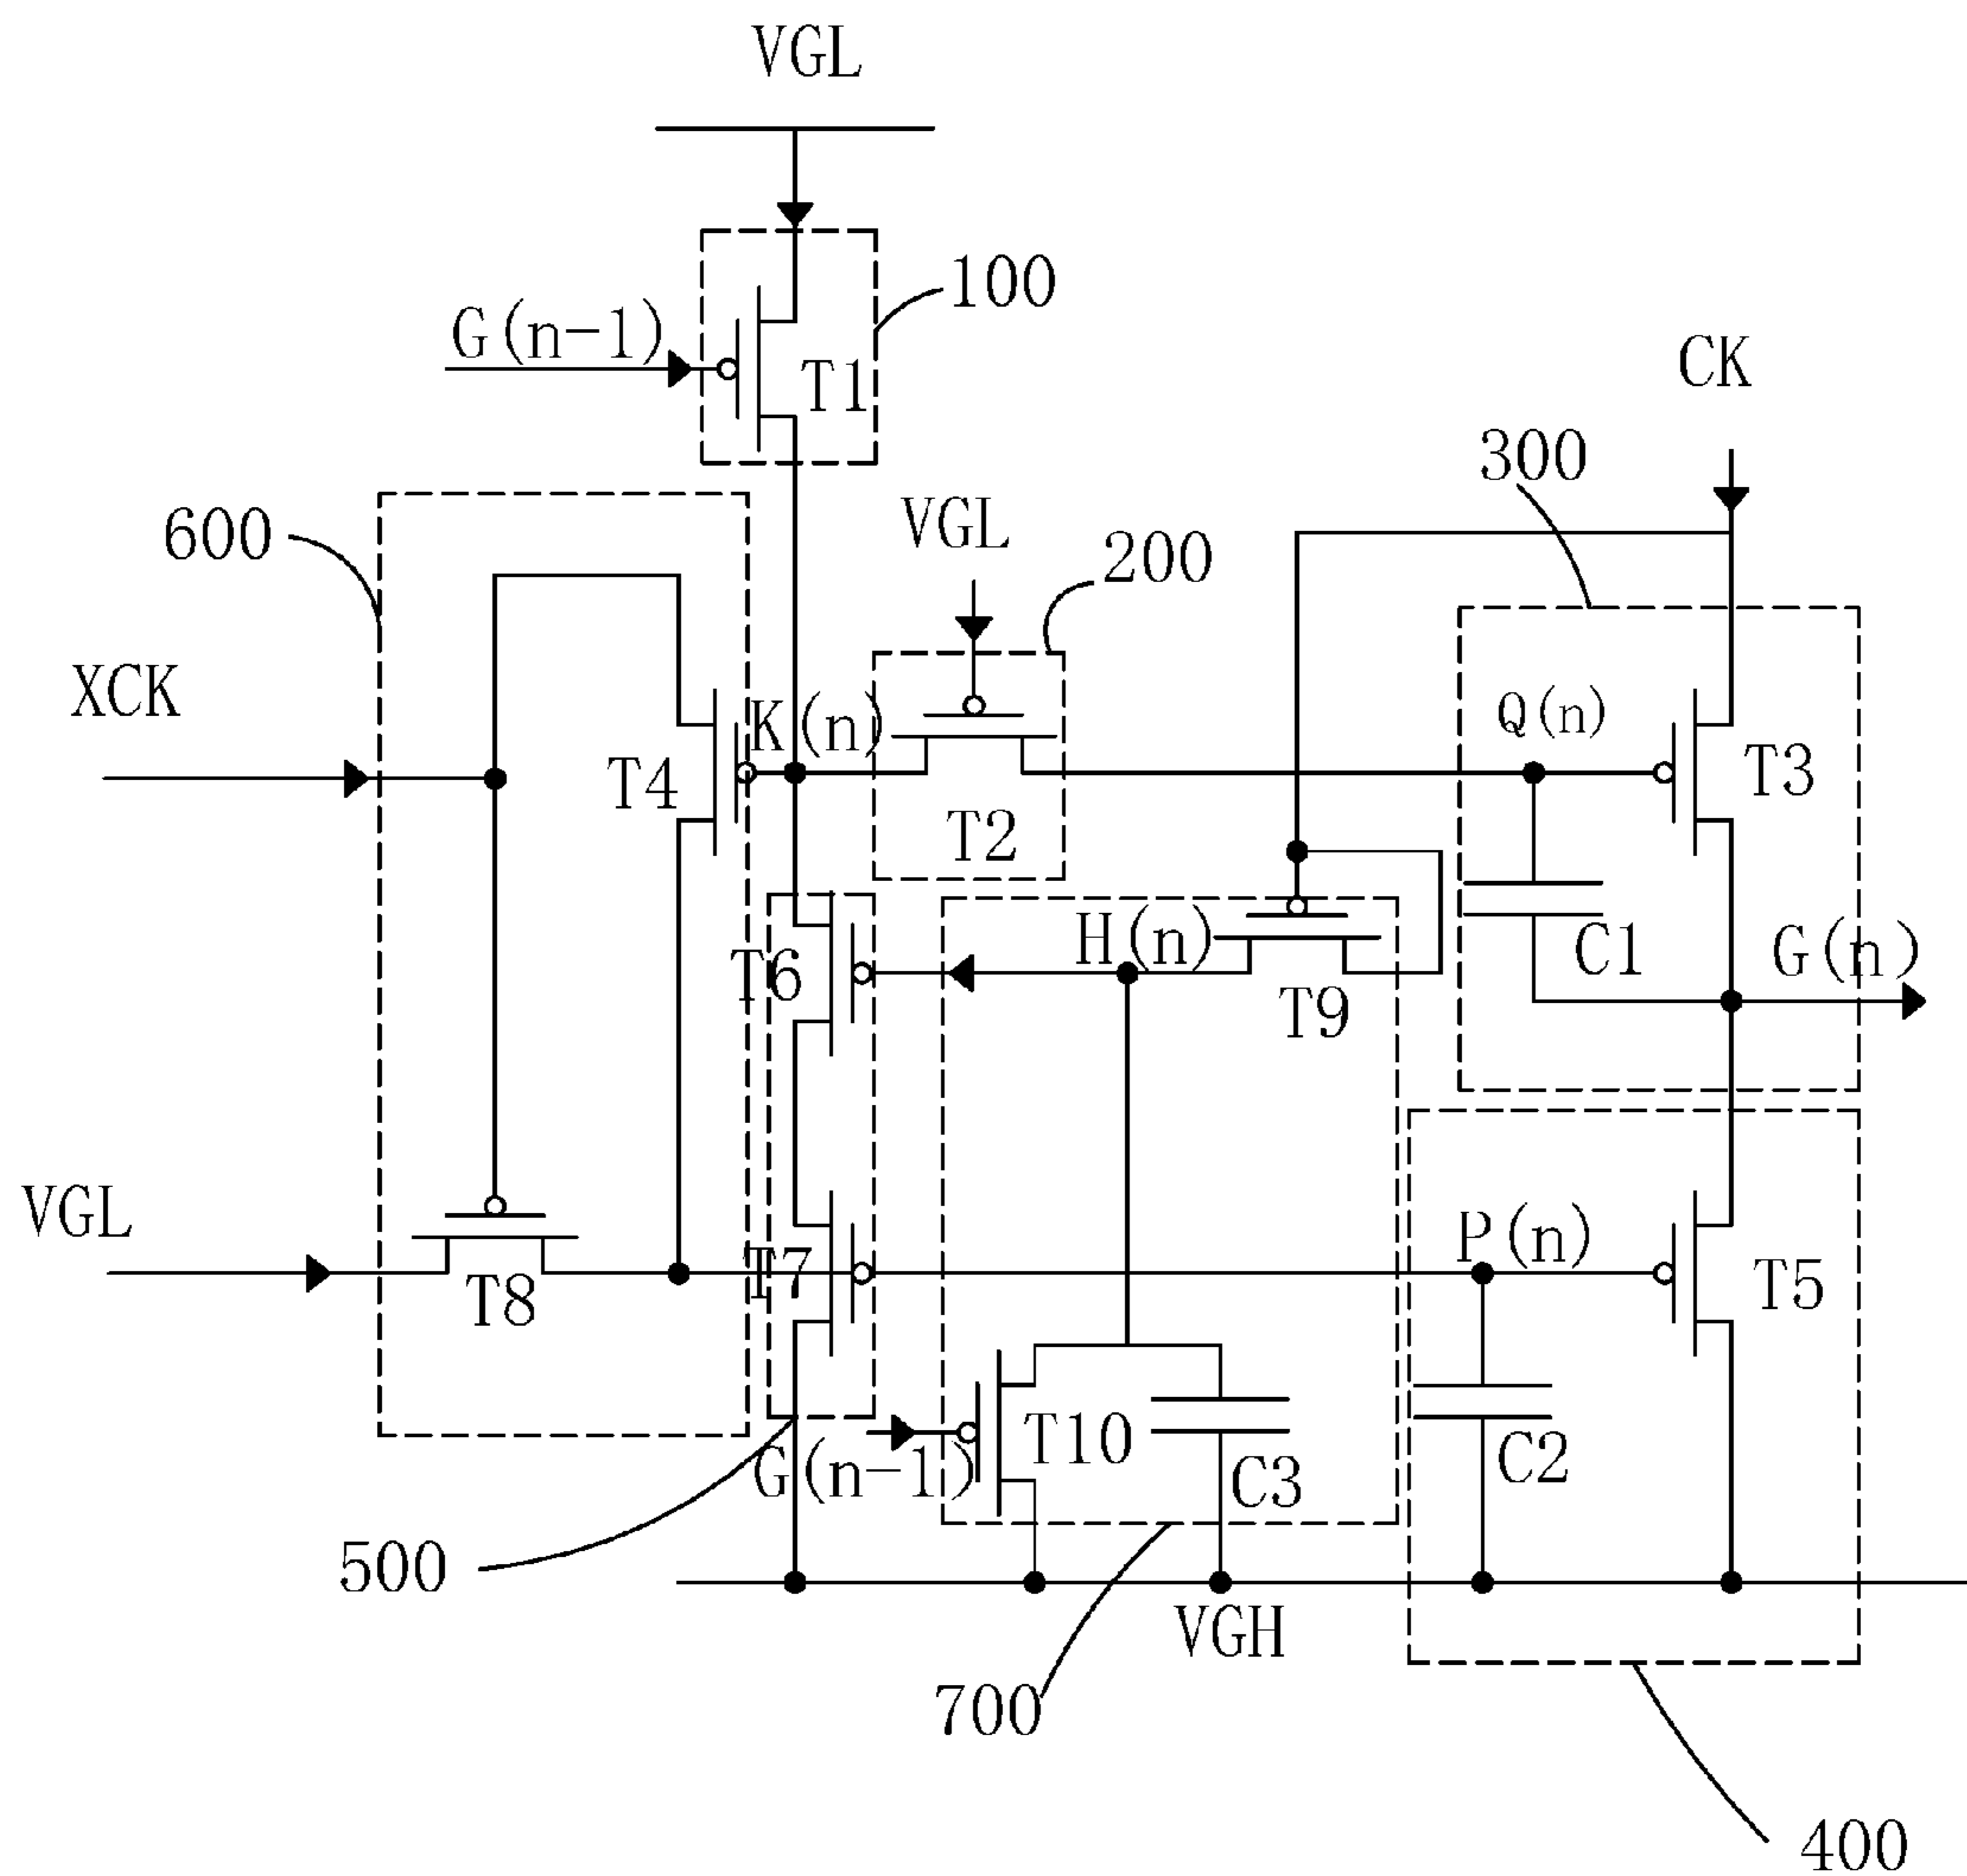 VGL
G(n-1)
T1
100
CK
300
600
VGL
200
XCK
K(n)
Q(n)
T4
T3
T2
T6
H(n)
C1
G(n)
T9
VGL
T8
T7
P(n)
T5
G(n-1)
T10
C3
C2
500
VGH
700
400